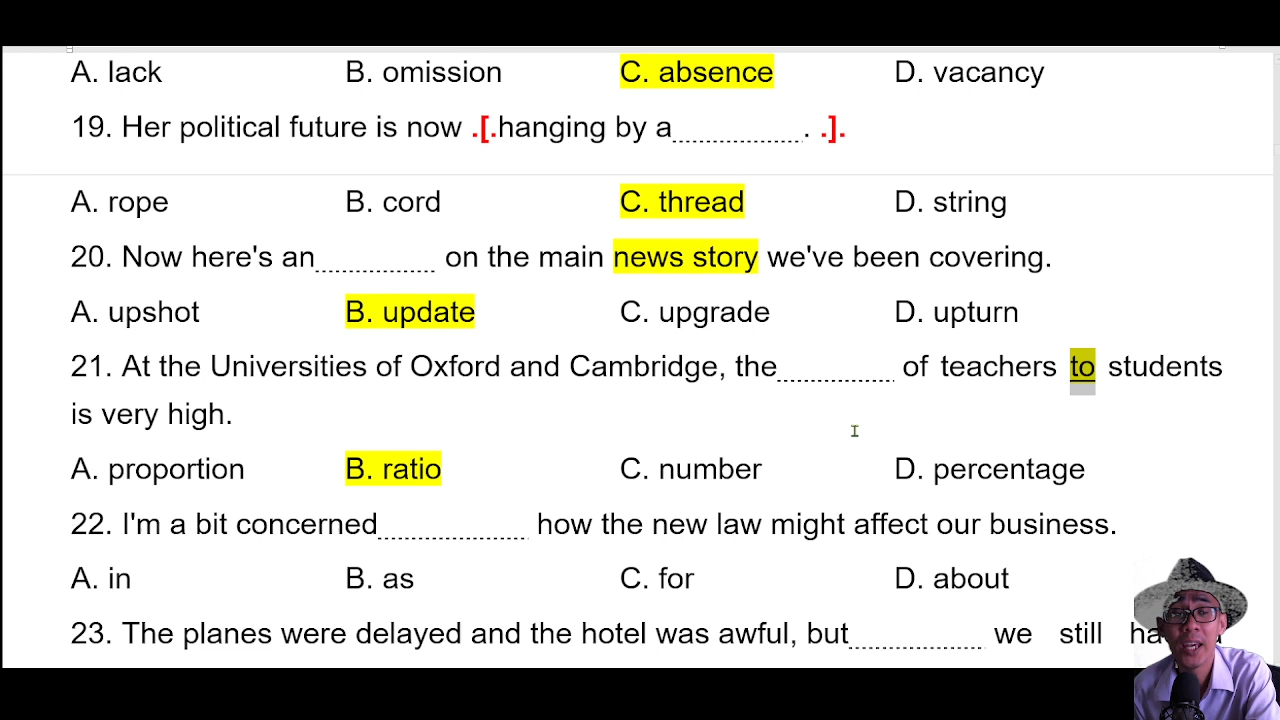 A. lack B. omission C. absence D. vacancy
19. Her political future is now .[.hanging by a.............. . .].
A. rope B. cord C. thread D. string
20. Now here's an.............. on the main news story we've been covering.
A. upshot B. update C. upgrade D. upturn
21. At the Universities of Oxford and Cambridge, the.............. of teachers to students
is very high.
A. proportion B. ratio C. number D. percentage
22. I'm a bit concerned.................. how the new law might affect our business.
A. in B. as C. for D. about
23. The planes were delayed and the hotel was awful, but................ we still